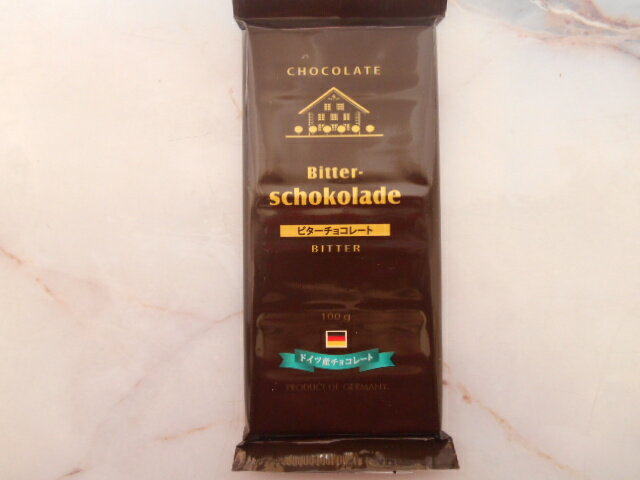 CHOCOLATE
Bitter-
schokolade
ビターチョコレート
BITTER
100g
ドイツ産チョコレート
PRODUCT OF GERMANY